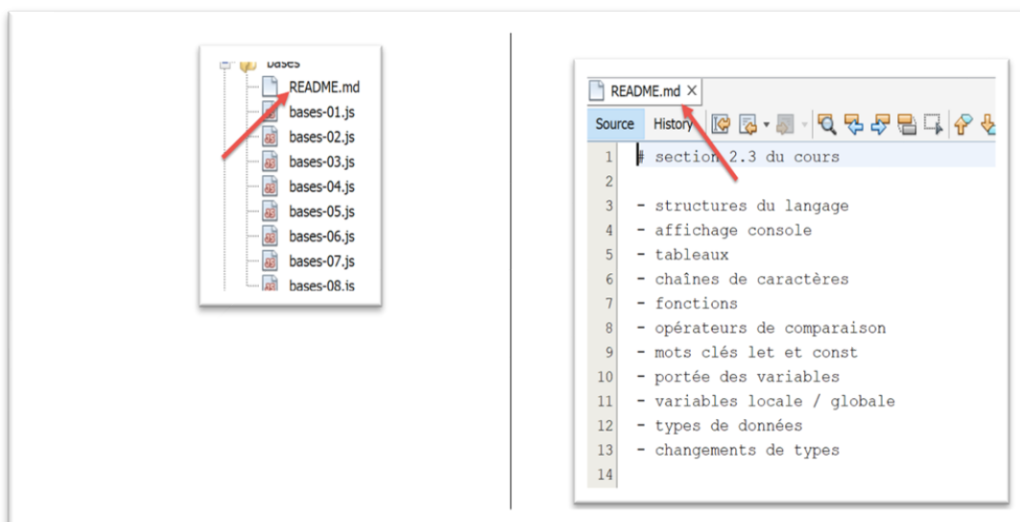 bases
README.md
bases-01.js
bases-02.js
bases-03.js
bases-04.js
bases-05.js
bases-06.js
bases-07.js
bases-08.js
README.md ×
Source History
1 # section 2.3 du cours
2
3 - structures du langage
4 - affichage console
5 - tableaux
6 - chaînes de caractères
7 - fonctions
8 - opérateurs de comparaison
9 - mots clés let et const
10 - portée des variables
11 - variables locale / globale
12 - types de données
13 - changements de types
14